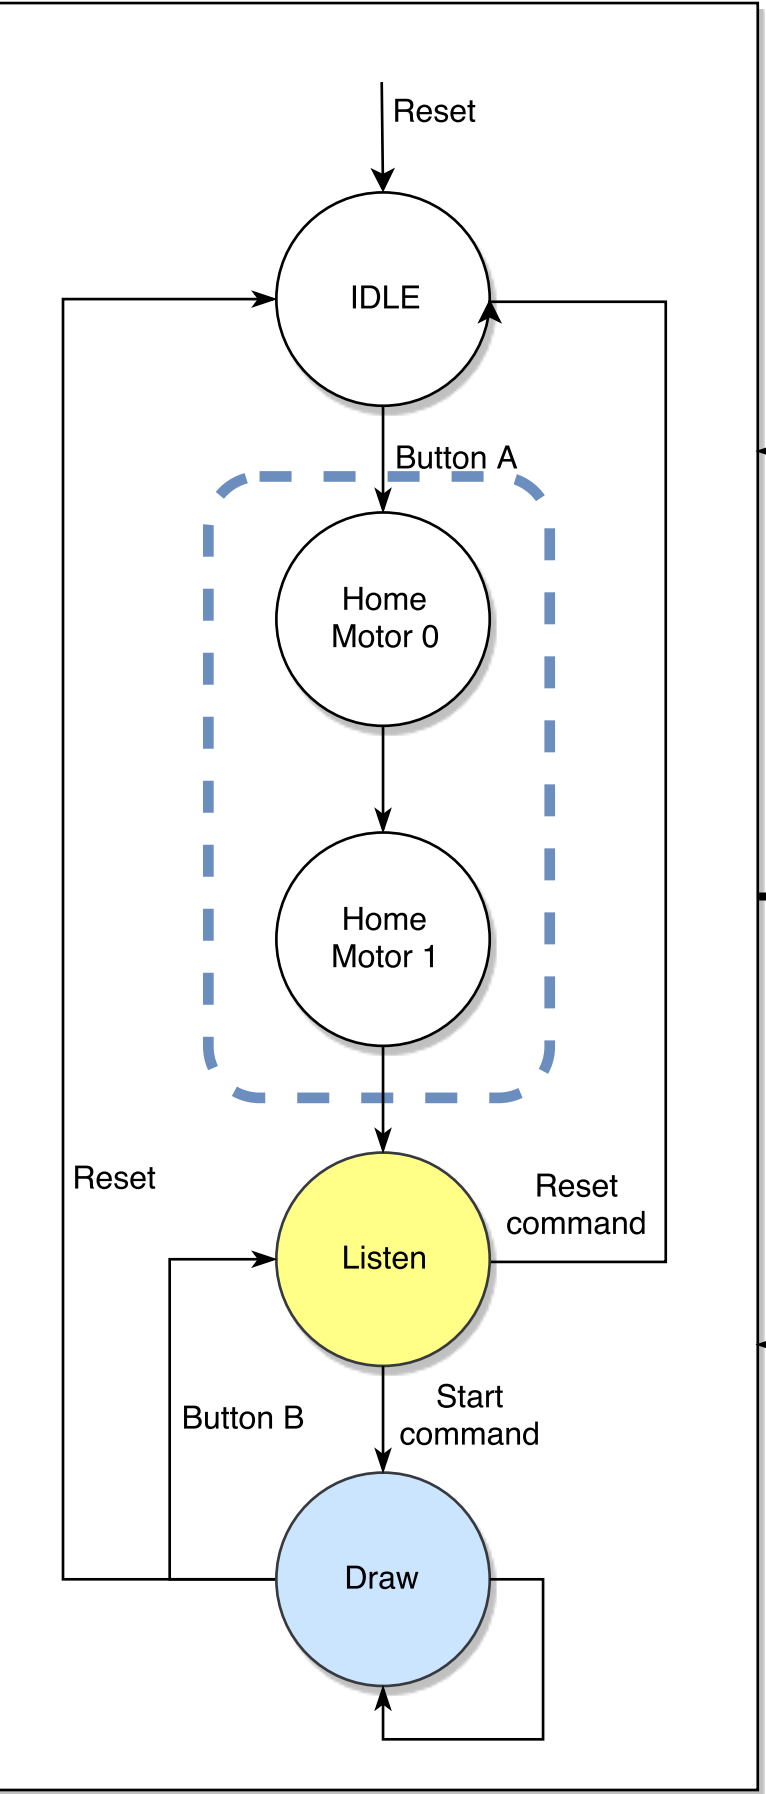 Reset
IDLE
Button A
Home
Motor 0
Home
Motor 1
Reset
Reset
command
Listen
Start
command
Button B
Draw